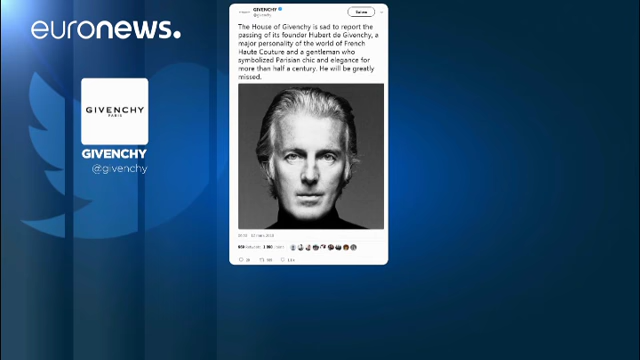 euronews.
GIVENCHY
PARIS
GIVENCHY
@givenchy
GIVENCHY
@givenchy
The House of Givenchy is sad to report the
passing of its founder Hubert de Givenchy, a
major personality of the world of French
Haute Couture and a gentleman who
symbolized Parisian chic and elegance for
more than half a century. He will be greatly
missed.